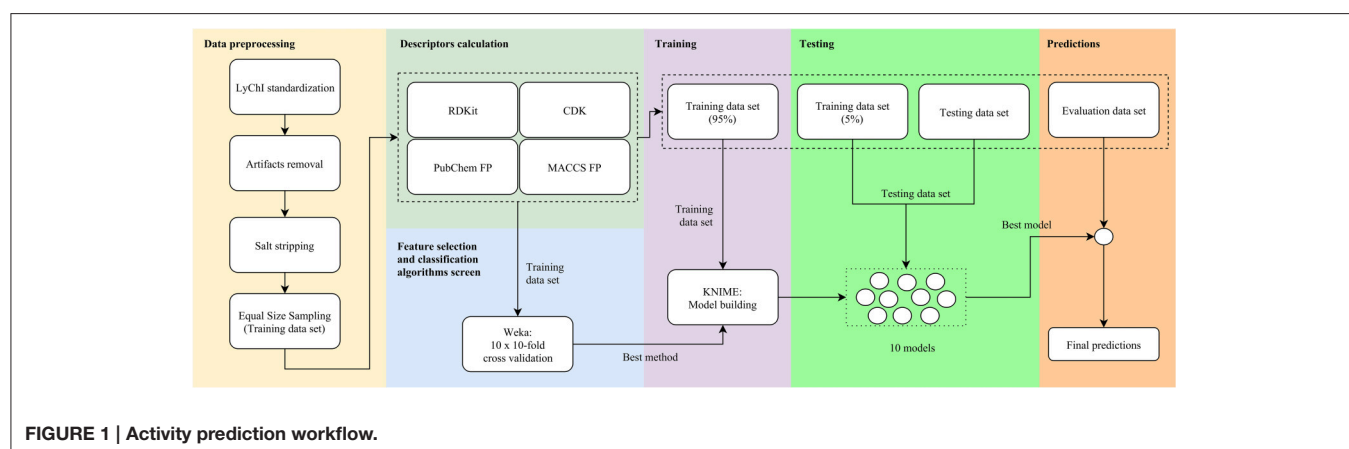 Data preprocessing
LyChI standardization
Artifacts removal
Salt stripping
Equal Size Sampling
(Training data set)
Descriptors calculation
RDKit
CDK
PubChem FP
MACCS FP
Feature selection
and classification
algorithms screen
Training
data set
Weka:
10 x 10-fold
cross validation
Best method
Training
Training data set
(95%)
Training
data set
KNIME:
Model building
Testing
Training data set
(5%)
Testing data set
Testing data set
10 models
Best model
Predictions
Evaluation data set
Final predictions
FIGURE 1 | Activity prediction workflow.